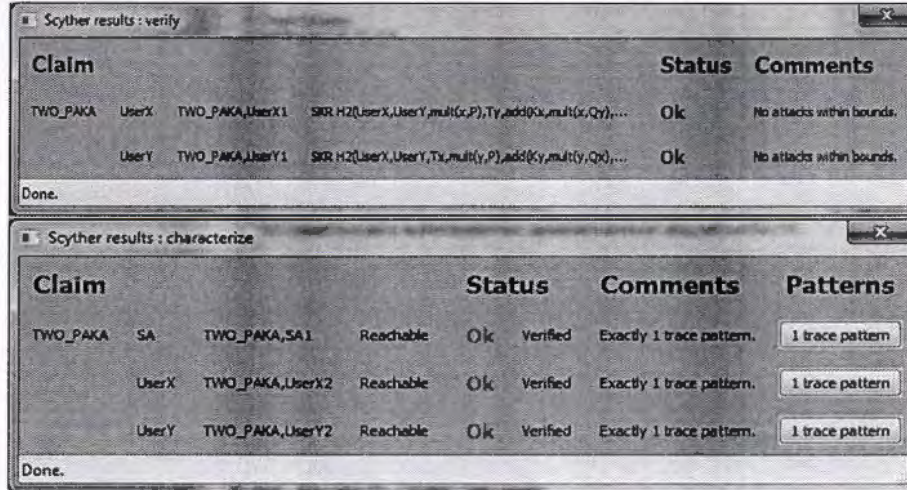 Scyther results : verify
Claim Status Comments
TWO_PAKA UserX TWO_PAKA,UserX1 SKR H2(UserX,UserY,mult(x,P),Ty,add(Kx,mult(x,Qy),... Ok No attacks within bounds.
UserY TWO_PAKA,UserY1 SKR H2(UserX,UserY,Tx,mult(y,P),add(Ky,mult(y,Qx),... Ok No attacks within bounds.
Done.
Scyther results : characterize
Claim Status Comments Patterns
TWO_PAKA SA TWO_PAKA,SA1 Reachable Ok Verified Exactly 1 trace pattern. 1 trace pattern
UserX TWO_PAKA,UserX2 Reachable Ok Verified Exactly 1 trace pattern. 1 trace pattern
UserY TWO_PAKA,UserY2 Reachable Ok Verified Exactly 1 trace pattern. 1 trace pattern
Done.